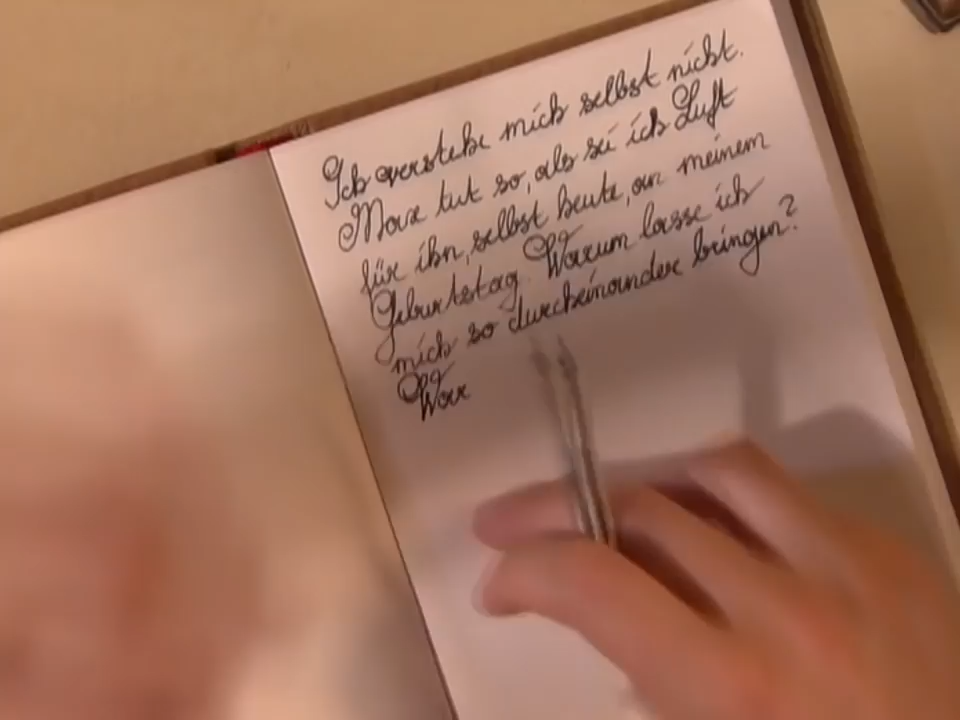 Ich verstehe mich selbst nicht.
Max tut so, als sei ich Luft
für ihn, selbst heute, an meinem
Geburtstag. Warum lasse ich
mich so durcheinander bringen?
War